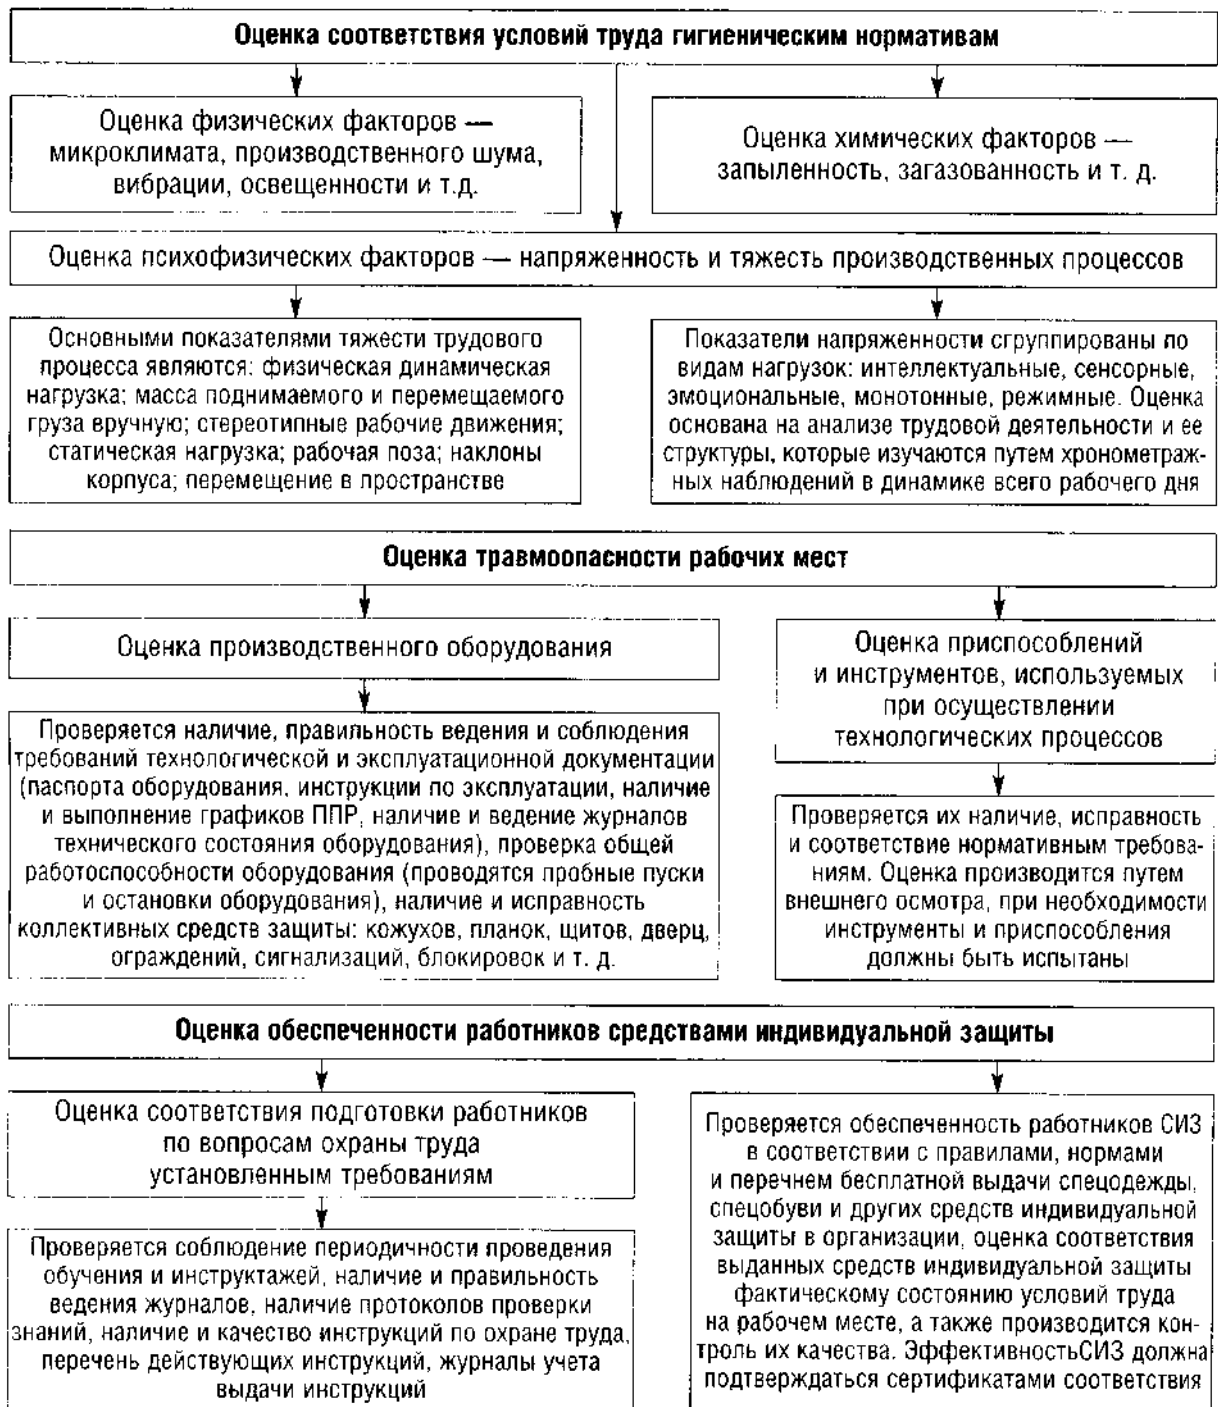 Оценка соответствия условий труда гигиеническим нормативам
Оценка физических факторов —
микроклимата, производственного шума,
вибрации, освещенности и т.д.
Оценка химических факторов —
запыленность, загазованность и т. д.
Оценка психофизических факторов — напряженность и тяжесть производственных процессов
Основными показателями тяжести трудового
процесса являются: физическая динамическая
нагрузка; масса поднимаемого и перемещаемого
груза вручную; стереотипные рабочие движения;
статическая нагрузка; рабочая поза; наклоны
корпуса; перемещение в пространстве
Показатели напряженности сгруппированы по
видам нагрузок: интеллектуальные, сенсорные,
эмоциональные, монотонные, режимные. Оценка
основана на анализе трудовой деятельности и ее
структуры, которые изучаются путем хронометраж-
ных наблюдений в динамике всего рабочего дня
Оценка травмоопасности рабочих мест
Оценка производственного оборудования
Проверяется наличие, правильность ведения и соблюдения
требований технологической и эксплуатационной документации
(паспорта оборудования, инструкции по эксплуатации, наличие
и выполнение графиков ППР, наличие и ведение журналов
технического состояния оборудования), проверка общей
работоспособности оборудования (проводятся пробные пуски
и остановки оборудования), наличие и исправность
коллективных средств защиты: кожухов, планок, щитов, дверц,
ограждений, сигнализаций, блокировок и т. д.
Оценка приспособлений
и инструментов, используемых
при осуществлении
технологических процессов
Проверяется их наличие, исправность
и соответствие нормативным требова-
ниям. Оценка производится путем
внешнего осмотра, при необходимости
инструменты и приспособления
должны быть испытаны
Оценка обеспеченности работников средствами индивидуальной защиты
Оценка соответствия подготовки работников
по вопросам охраны труда
установленным требованиям
Проверяется соблюдение периодичности проведения
обучения и инструктажей, наличие и правильность
ведения журналов, наличие протоколов проверки
знаний, наличие и качество инструкций по охране труда,
перечень действующих инструкций, журналы учета
выдачи инструкций
Проверяется обеспеченность работников СИЗ
в соответствии с правилами, нормами
и перечнем бесплатной выдачи спецодежды,
спецобуви и других средств индивидуальной
защиты в организации, оценка соответствия
выданных средств индивидуальной защиты
фактическому состоянию условий труда
на рабочем месте, а также производится кон-
троль их качества. ЭффективностьСИЗ должна
подтверждаться сертификатами соответствия